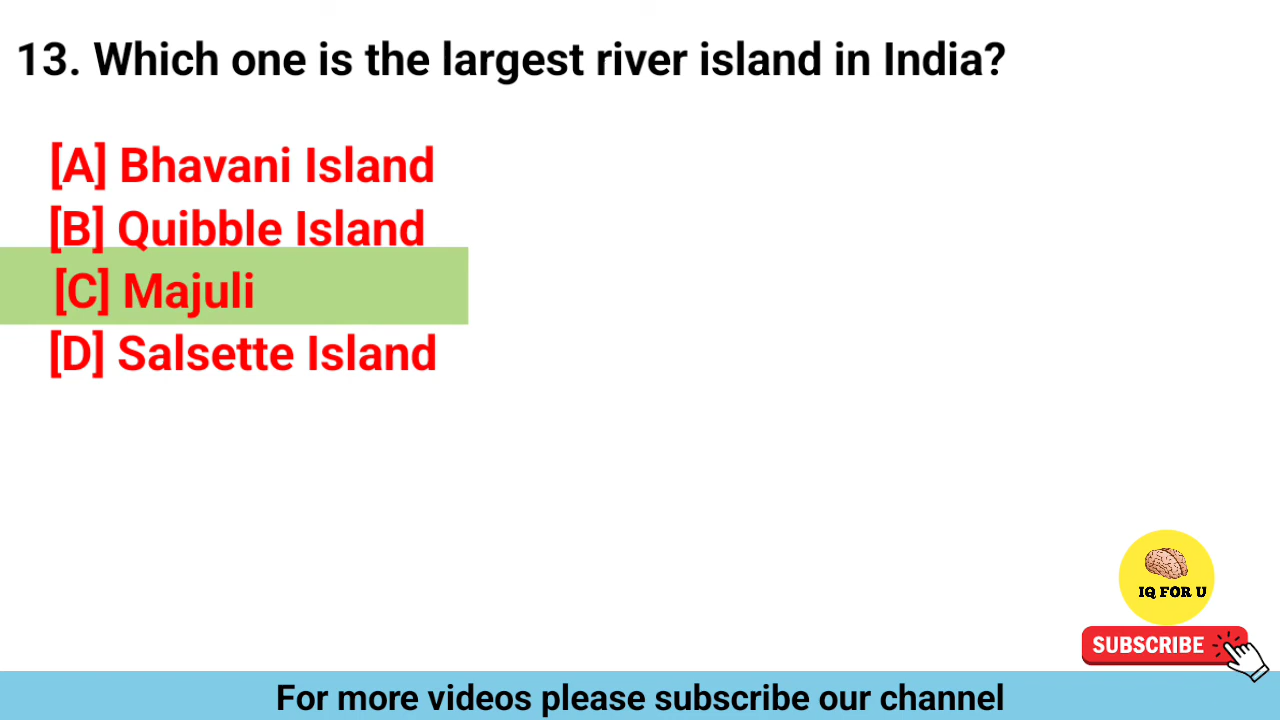 13. Which one is the largest river island in India?
[A] Bhavani Island
[B] Quibble Island
[C] Majuli
[D] Salsette Island
IQ FOR U
SUBSCRIBE
For more videos please subscribe our channel